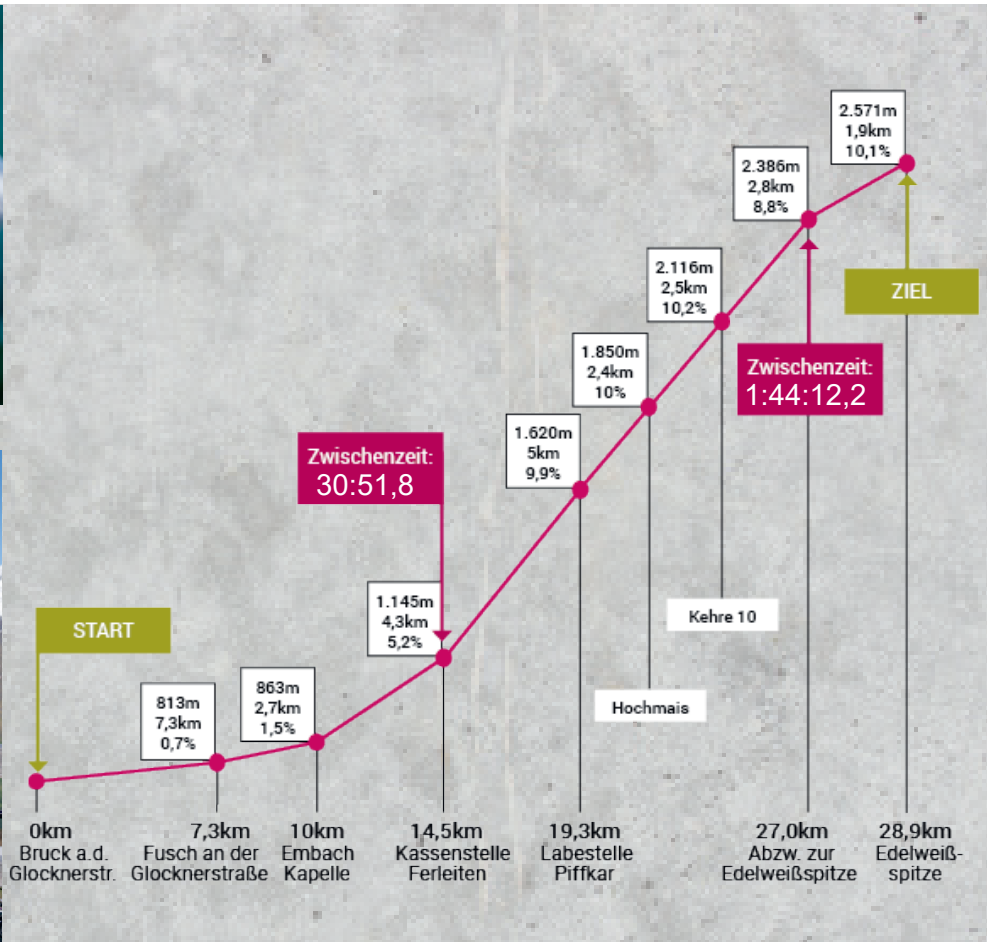 2.571m
1,9km
10,1%
2.386m
2,8km
8,8%
ZIEL
2.116m
2,5km
10,2%
Zwischenzeit:
1:44:12,2
1.850m
2,4km
10%
1.620m
5km
9,9%
Zwischenzeit:
30:51,8
1.145m
4,3km
5,2%
START
Kehre 10
863m
2,7km
1,5%
813m
7,3km
0,7%
Hochmais
0km
Bruck a.d.
Glocknerstr.
7,3km
Fusch an der
Glocknerstraße
10km
Embach
Kapelle
14,5km
Kassenstelle
Ferleiten
19,3km
Labestelle
Piffkar
27,0km
Abzw. zur
Edelweißspitze
28,9km
Edelweiß-
spitze